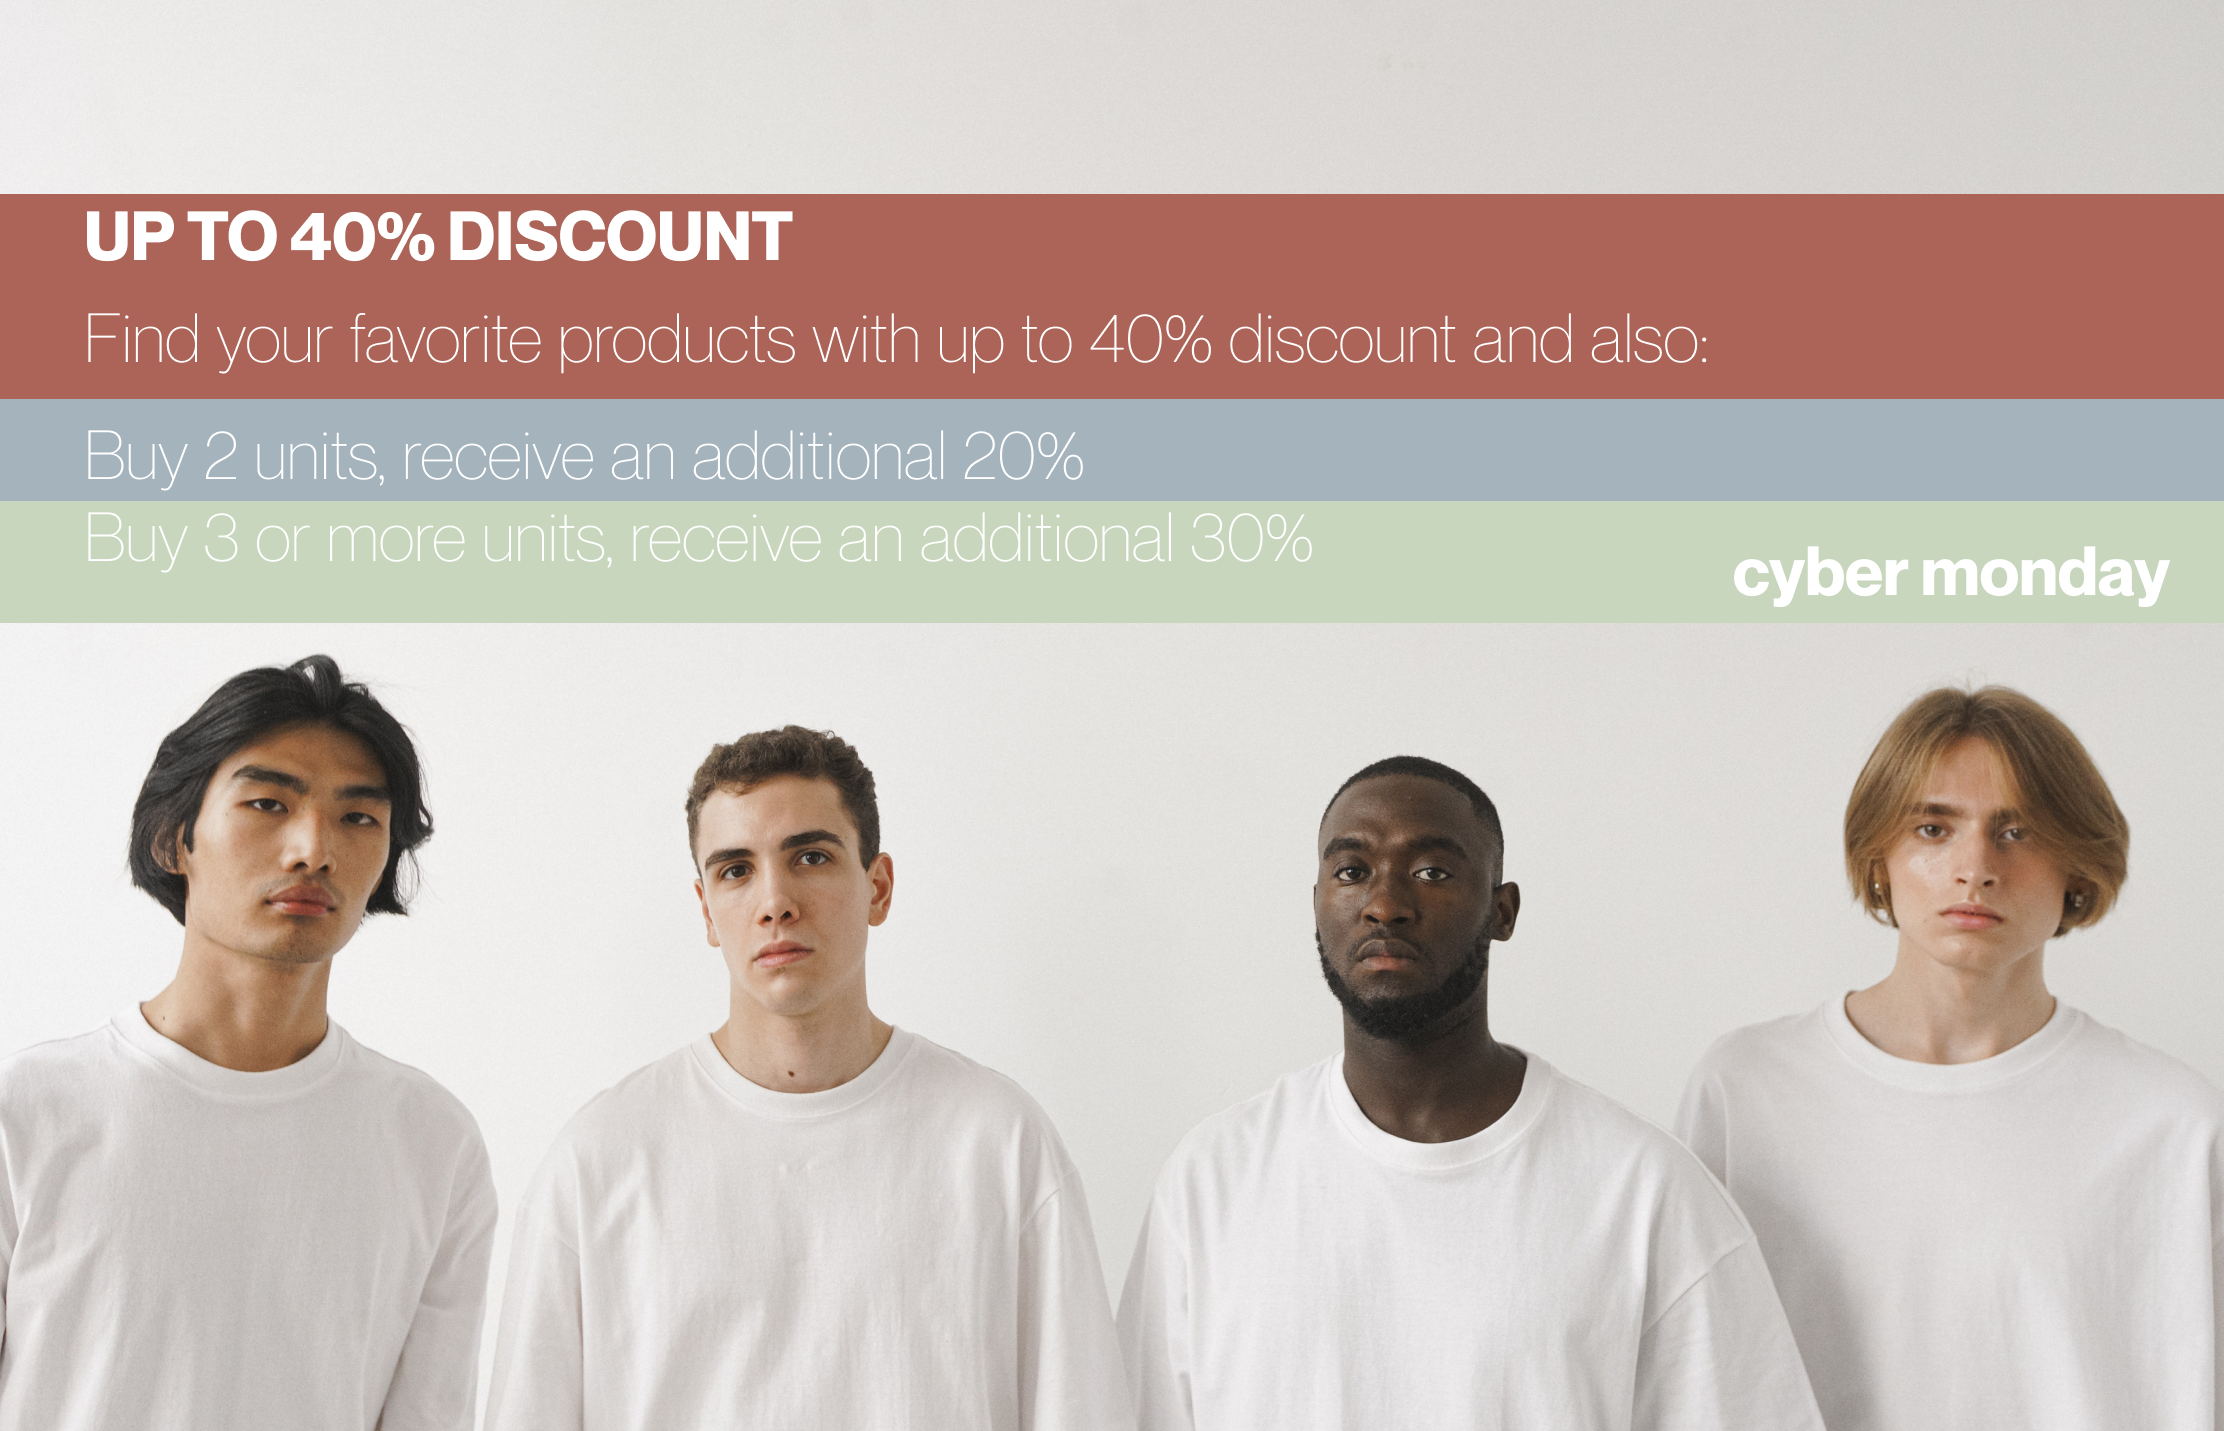 UP TO 40% DISCOUNT
Find your favorite products with up to 40% discount and also:
Buy 2 units, receive an additional 20%
Buy 3 or more units, receive an additional 30%
cyber monday